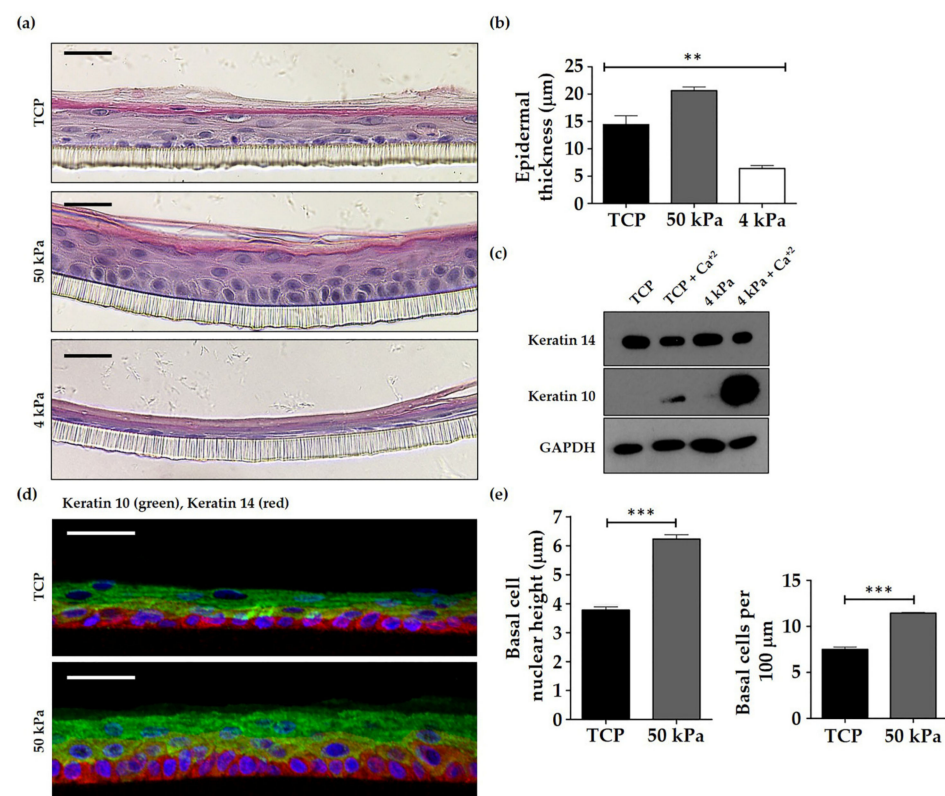 (a)
TCP
50 kPa
4 kPa
(b)
**
Epidermal
thickness (μm)
25
20
15
10
5
0
TCP 50 kPa 4 kPa
(c)
TCP
TCP + Ca⁺²
4 kPa
4 kPa + Ca⁺²
Keratin 14
Keratin 10
GAPDH
(d)
Keratin 10 (green), Keratin 14 (red)
TCP
50 kPa
(e)
***
Basal cell
nuclear height (μm)
7
6
5
4
3
2
1
0
TCP 50 kPa
***
Basal cells per
100 μm
15
10
5
0
TCP 50 kPa